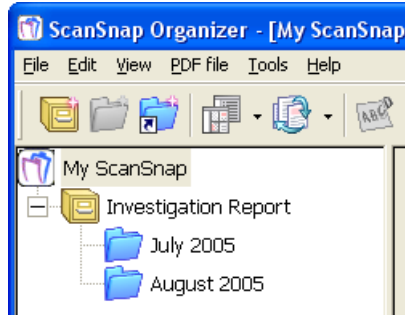 ScanSnap Organizer - [My ScanSnap
File Edit View PDF file Tools Help
ABC
My ScanSnap
Investigation Report
July 2005
August 2005